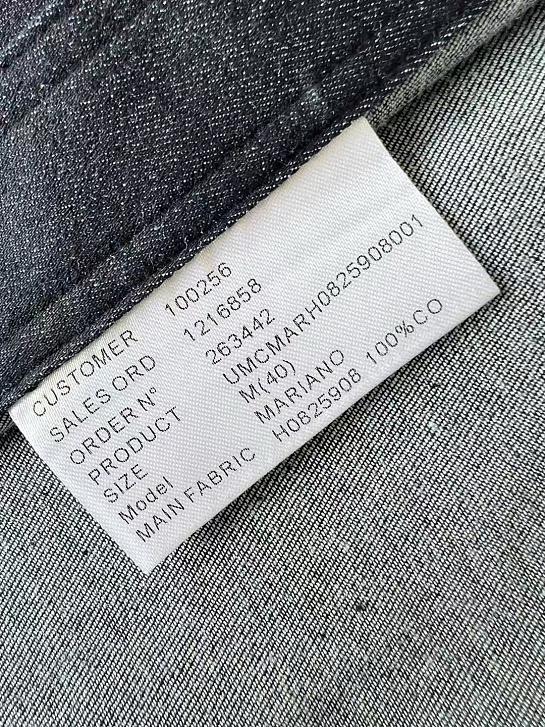 CUSTOMER 100256
SALES ORD 1216858
ORDER N° 263442
PRODUCT UMCMARH0825908001
SIZE M(40)
Model MARIANO
MAIN FABRIC H0825908 100%CO